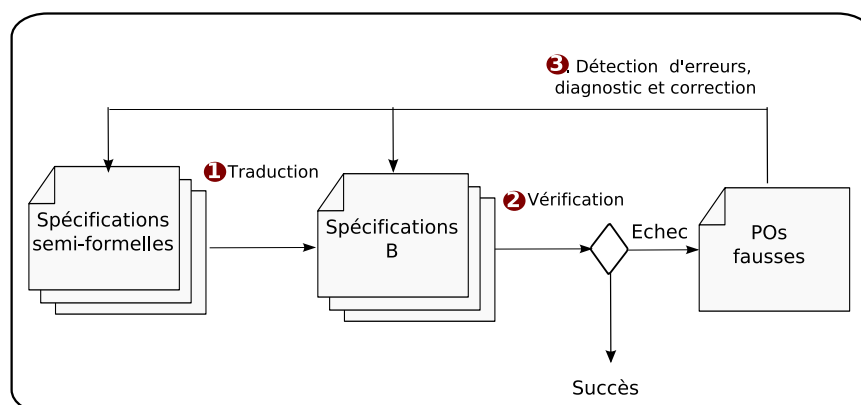 3. Détection d'erreurs,
diagnostic et correction
1 Traduction
2 Vérification
Spécifications
semi-formelles
Spécifications
B
Echec
POs
fausses
Succès